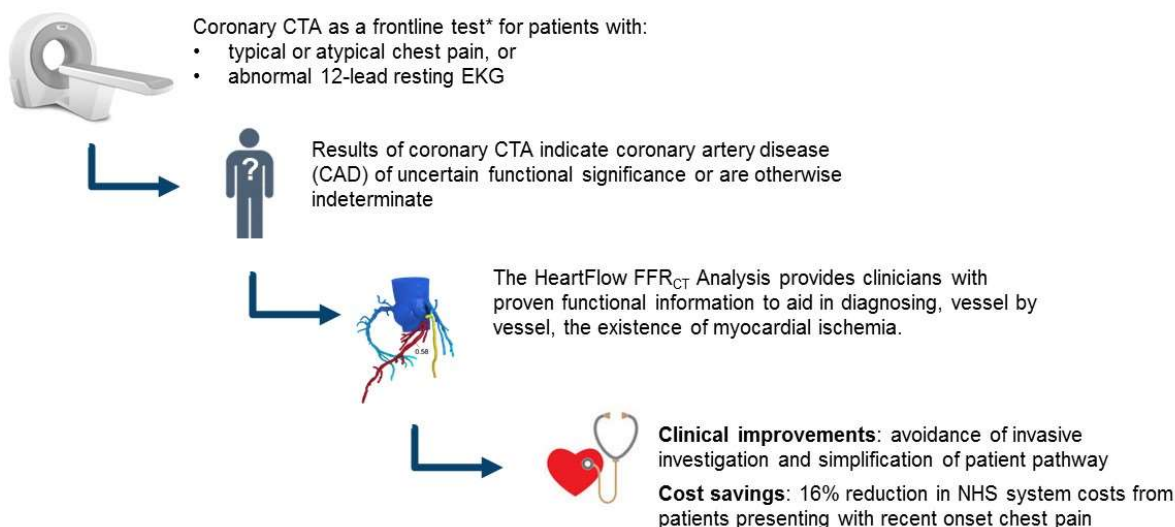 Coronary CTA as a frontline test* for patients with:
• typical or atypical chest pain, or
• abnormal 12-lead resting EKG
?
Results of coronary CTA indicate coronary artery disease
(CAD) of uncertain functional significance or are otherwise
indeterminate
The HeartFlow FFRCT Analysis provides clinicians with
proven functional information to aid in diagnosing, vessel by
vessel, the existence of myocardial ischemia.
0.58
Clinical improvements: avoidance of invasive
investigation and simplification of patient pathway
Cost savings: 16% reduction in NHS system costs from
patients presenting with recent onset chest pain